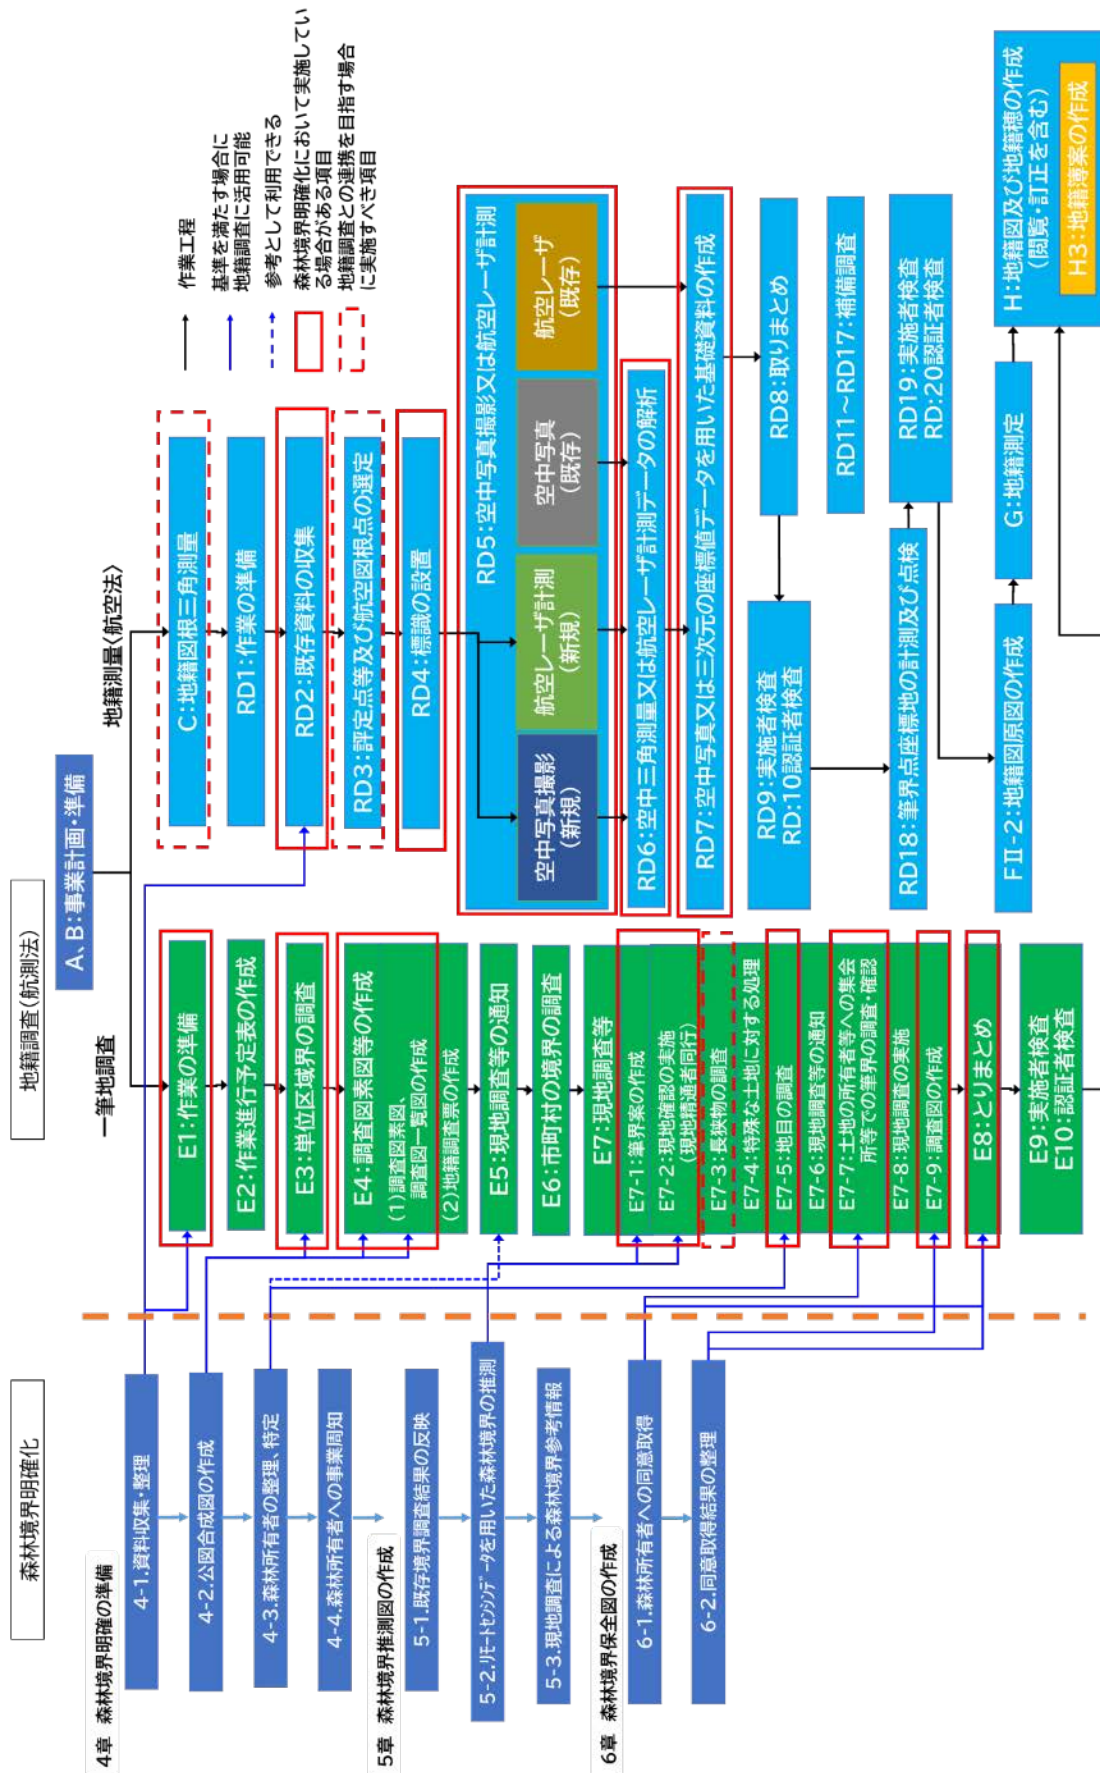 森林境界明確化
4章 森林境界明確の準備
4-1.資料収集・整理
4-2.公図合成図の作成
4-3.森林所有者の整理、特定
4-4.森林所有者への事業周知
5章 森林境界推測図の作成
5-1.既存境界調査結果の反映
5-2.リモートセンシングデータを用いた森林境界の推測
5-3.現地調査による森林境界参考情報
6章 森林境界保全図の作成
6-1.森林所有者への同意取得
6-2.同意取得結果の整理
地籍調査(航測法)
A、B:事業計画・準備
一筆地調査
E1:作業の準備
E2:作業進行予定表の作成
E3:単位区域界の調査
E4:調査図素図等の作成
(1)調査図素図、
調査図一覧図の作成
(2)地籍調査票の作成
E5:現地調査等の通知
E6:市町村の境界の調査
E7:現地調査等
E7-1:筆界案の作成
E7-2:現地確認の実施
(現地精通者同行)
E7-3:長狭物の調査
E7-4:特殊な土地に対する処理
E7-5:地目の調査
E7-6:現地調査等の通知
E7-7:土地の所有者等への集会
所等での筆界の調査・確認
E7-8:現地調査の実施
E7-9:調査図の作成
E8:とりまとめ
E9:実施者検査
E10:認証者検査
地籍測量(航空法)
C:地籍図根三角測量
RD1:作業の準備
RD2:既存資料の収集
RD3:評定点等及び航空図根点の選定
RD4:標識の設置
RD5:空中写真撮影又は航空レーザ計測
空中写真撮影
(新規)
航空レーザ計測
(新規)
空中写真
(既存)
航空レーザ
(既存)
RD6:空中三角測量又は航空レーザ計測データの解析
RD7:空中写真又は三次元の座標値データを用いた基礎資料の作成
RD8:取りまとめ
RD9:実施者検査
RD:10認証者検査
RD11~RD17:補備調査
RD18:筆界点座標地の計測及び点検
RD19:実施者検査
RD:20認証者検査
FⅡ-2:地籍図原図の作成
G:地籍測定
H:地籍図及び地籍穂の作成
(閲覧・訂正を含む)
H3:地籍薄案の作成
作業工程
基準を満たす場合に
地籍調査に活用可能
参考として利用できる
森林境界明確化において実施してい
る場合がある項目
地籍調査との連携を目指す場合
に実施すべき項目